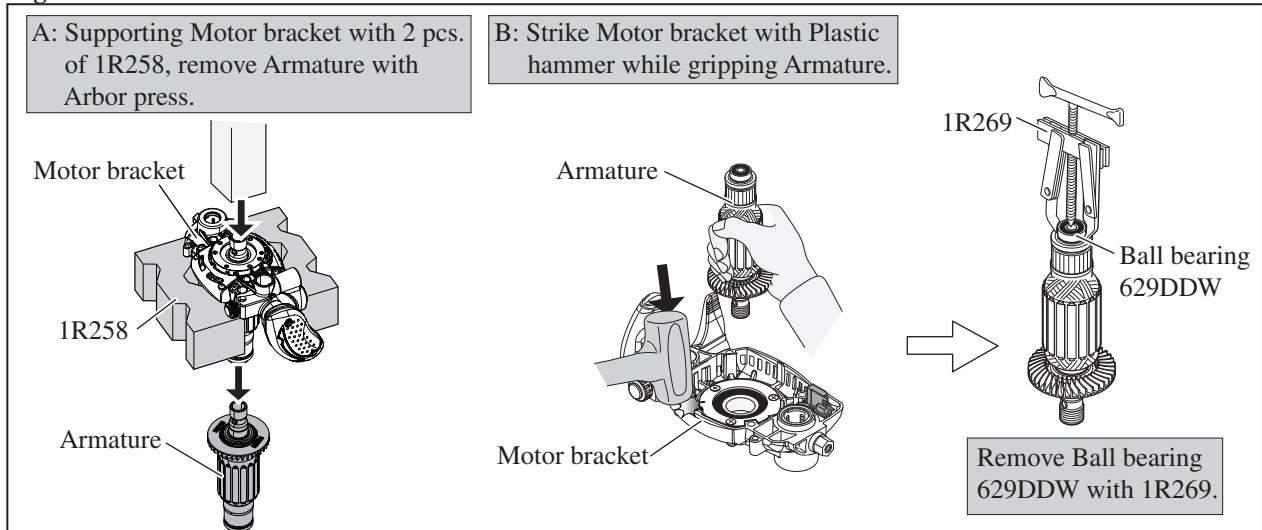 A: Supporting Motor bracket with 2 pcs.
of 1R258, remove Armature with
Arbor press.
Motor bracket
1R258
Armature
B: Strike Motor bracket with Plastic
hammer while gripping Armature.
Armature
Motor bracket
1R269
Ball bearing
629DDW
Remove Ball bearing
629DDW with 1R269.